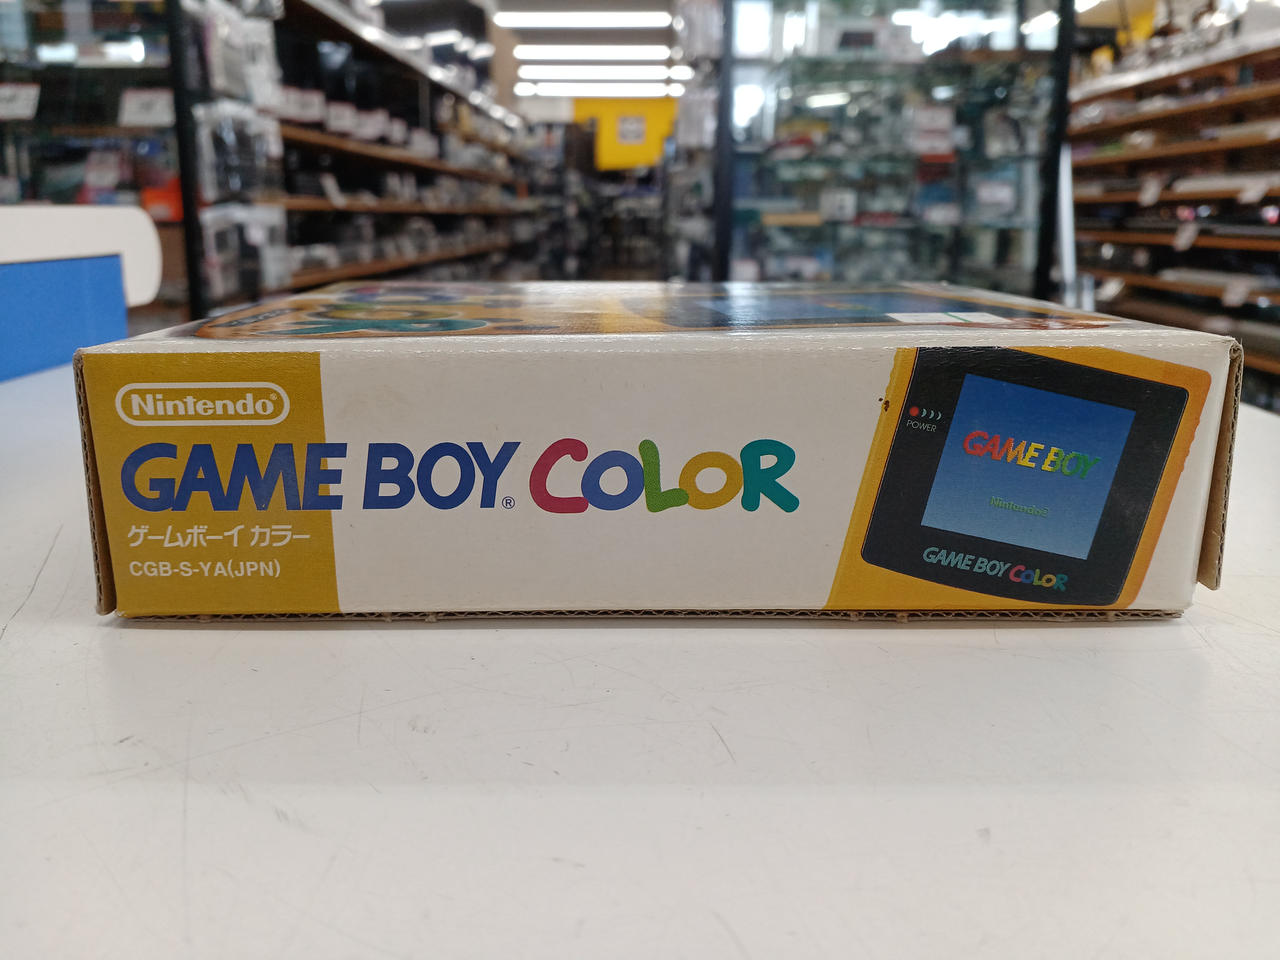 Nintendo®
GAME BOY® COLOR
ゲームボーイ カラー
CGB-S-YA(JPN)
POWER
GAME BOY
Nintendo
GAME BOY COLOR